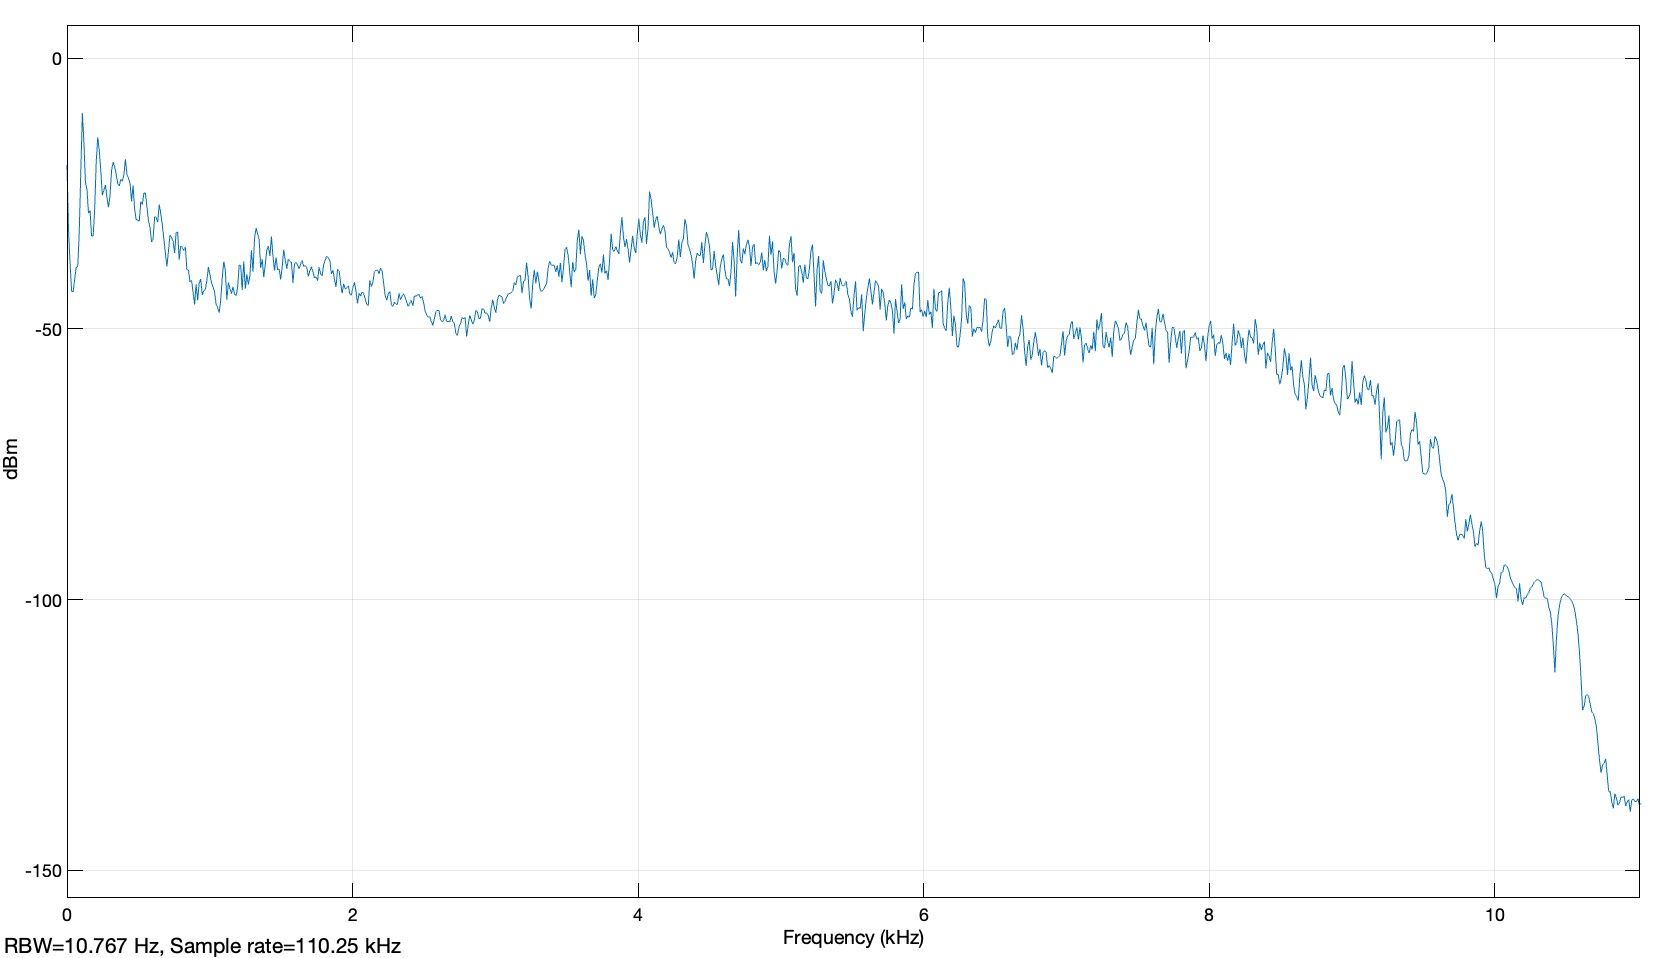 0
-50
-100
-150
dBm
0 2 4 6 8 10
Frequency (kHz)
RBW=10.767 Hz, Sample rate=110.25 kHz